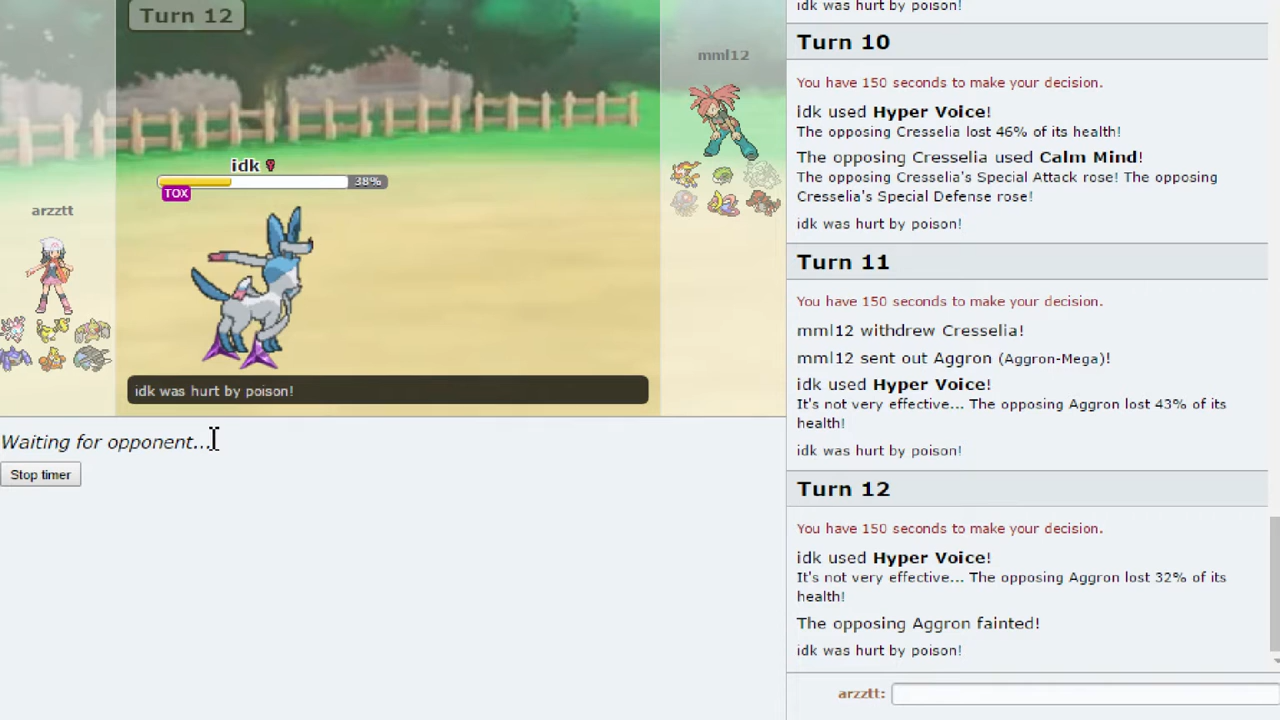 Turn 12
mml12
idk
38%
TOX
arzztt
idk was hurt by poison!
Waiting for opponent...
Stop timer
idk was hurt by poison!
Turn 10
You have 150 seconds to make your decision.
idk used Hyper Voice!
The opposing Cresselia lost 46% of its health!
The opposing Cresselia used Calm Mind!
The opposing Cresselia's Special Attack rose! The opposing
Cresselia's Special Defense rose!
idk was hurt by poison!
Turn 11
You have 150 seconds to make your decision.
mml12 withdrew Cresselia!
mml12 sent out Aggron (Aggron-Mega)!
idk used Hyper Voice!
It's not very effective... The opposing Aggron lost 43% of its
health!
idk was hurt by poison!
Turn 12
You have 150 seconds to make your decision.
idk used Hyper Voice!
It's not very effective... The opposing Aggron lost 32% of its
health!
The opposing Aggron fainted!
idk was hurt by poison!
arzztt: